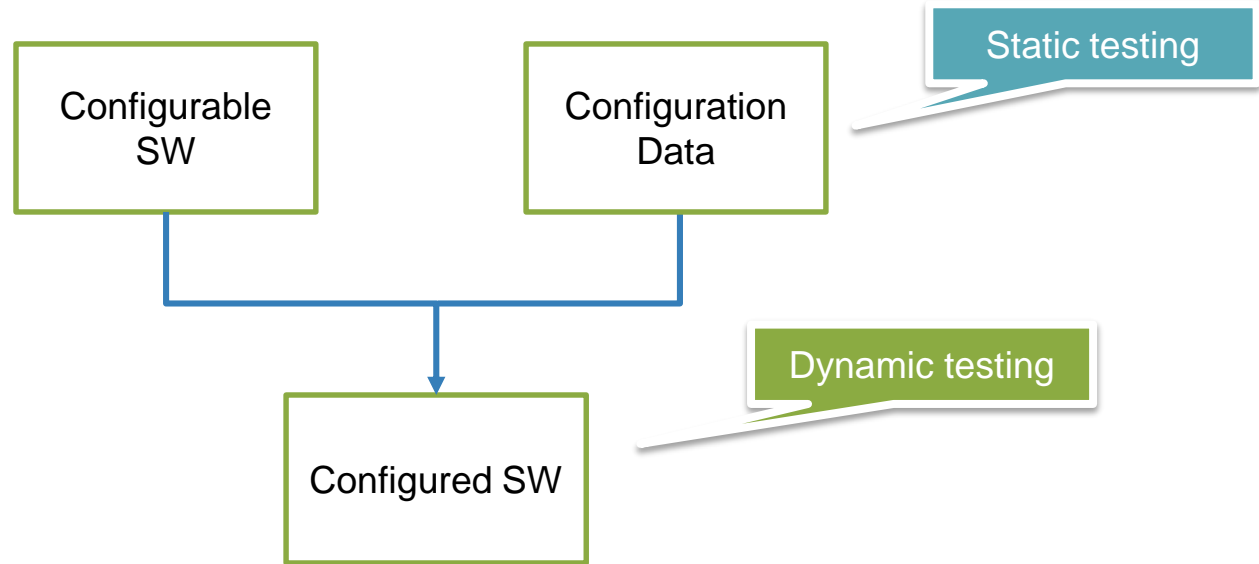 Static testing
Configurable
SW
Configuration
Data
Dynamic testing
Configured SW